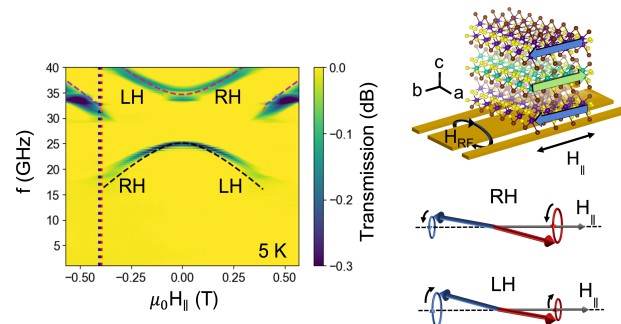 f (GHz)
40
35
30
25
20
15
10
5
LH
RH
RH
LH
5 K
-0.50
-0.25
0.00
0.25
0.50
μ₀H∥ (T)
0.0
-0.1
-0.2
-0.3
Transmission (dB)
c
b
a
H_RF
H∥
RH
H∥
LH
H∥